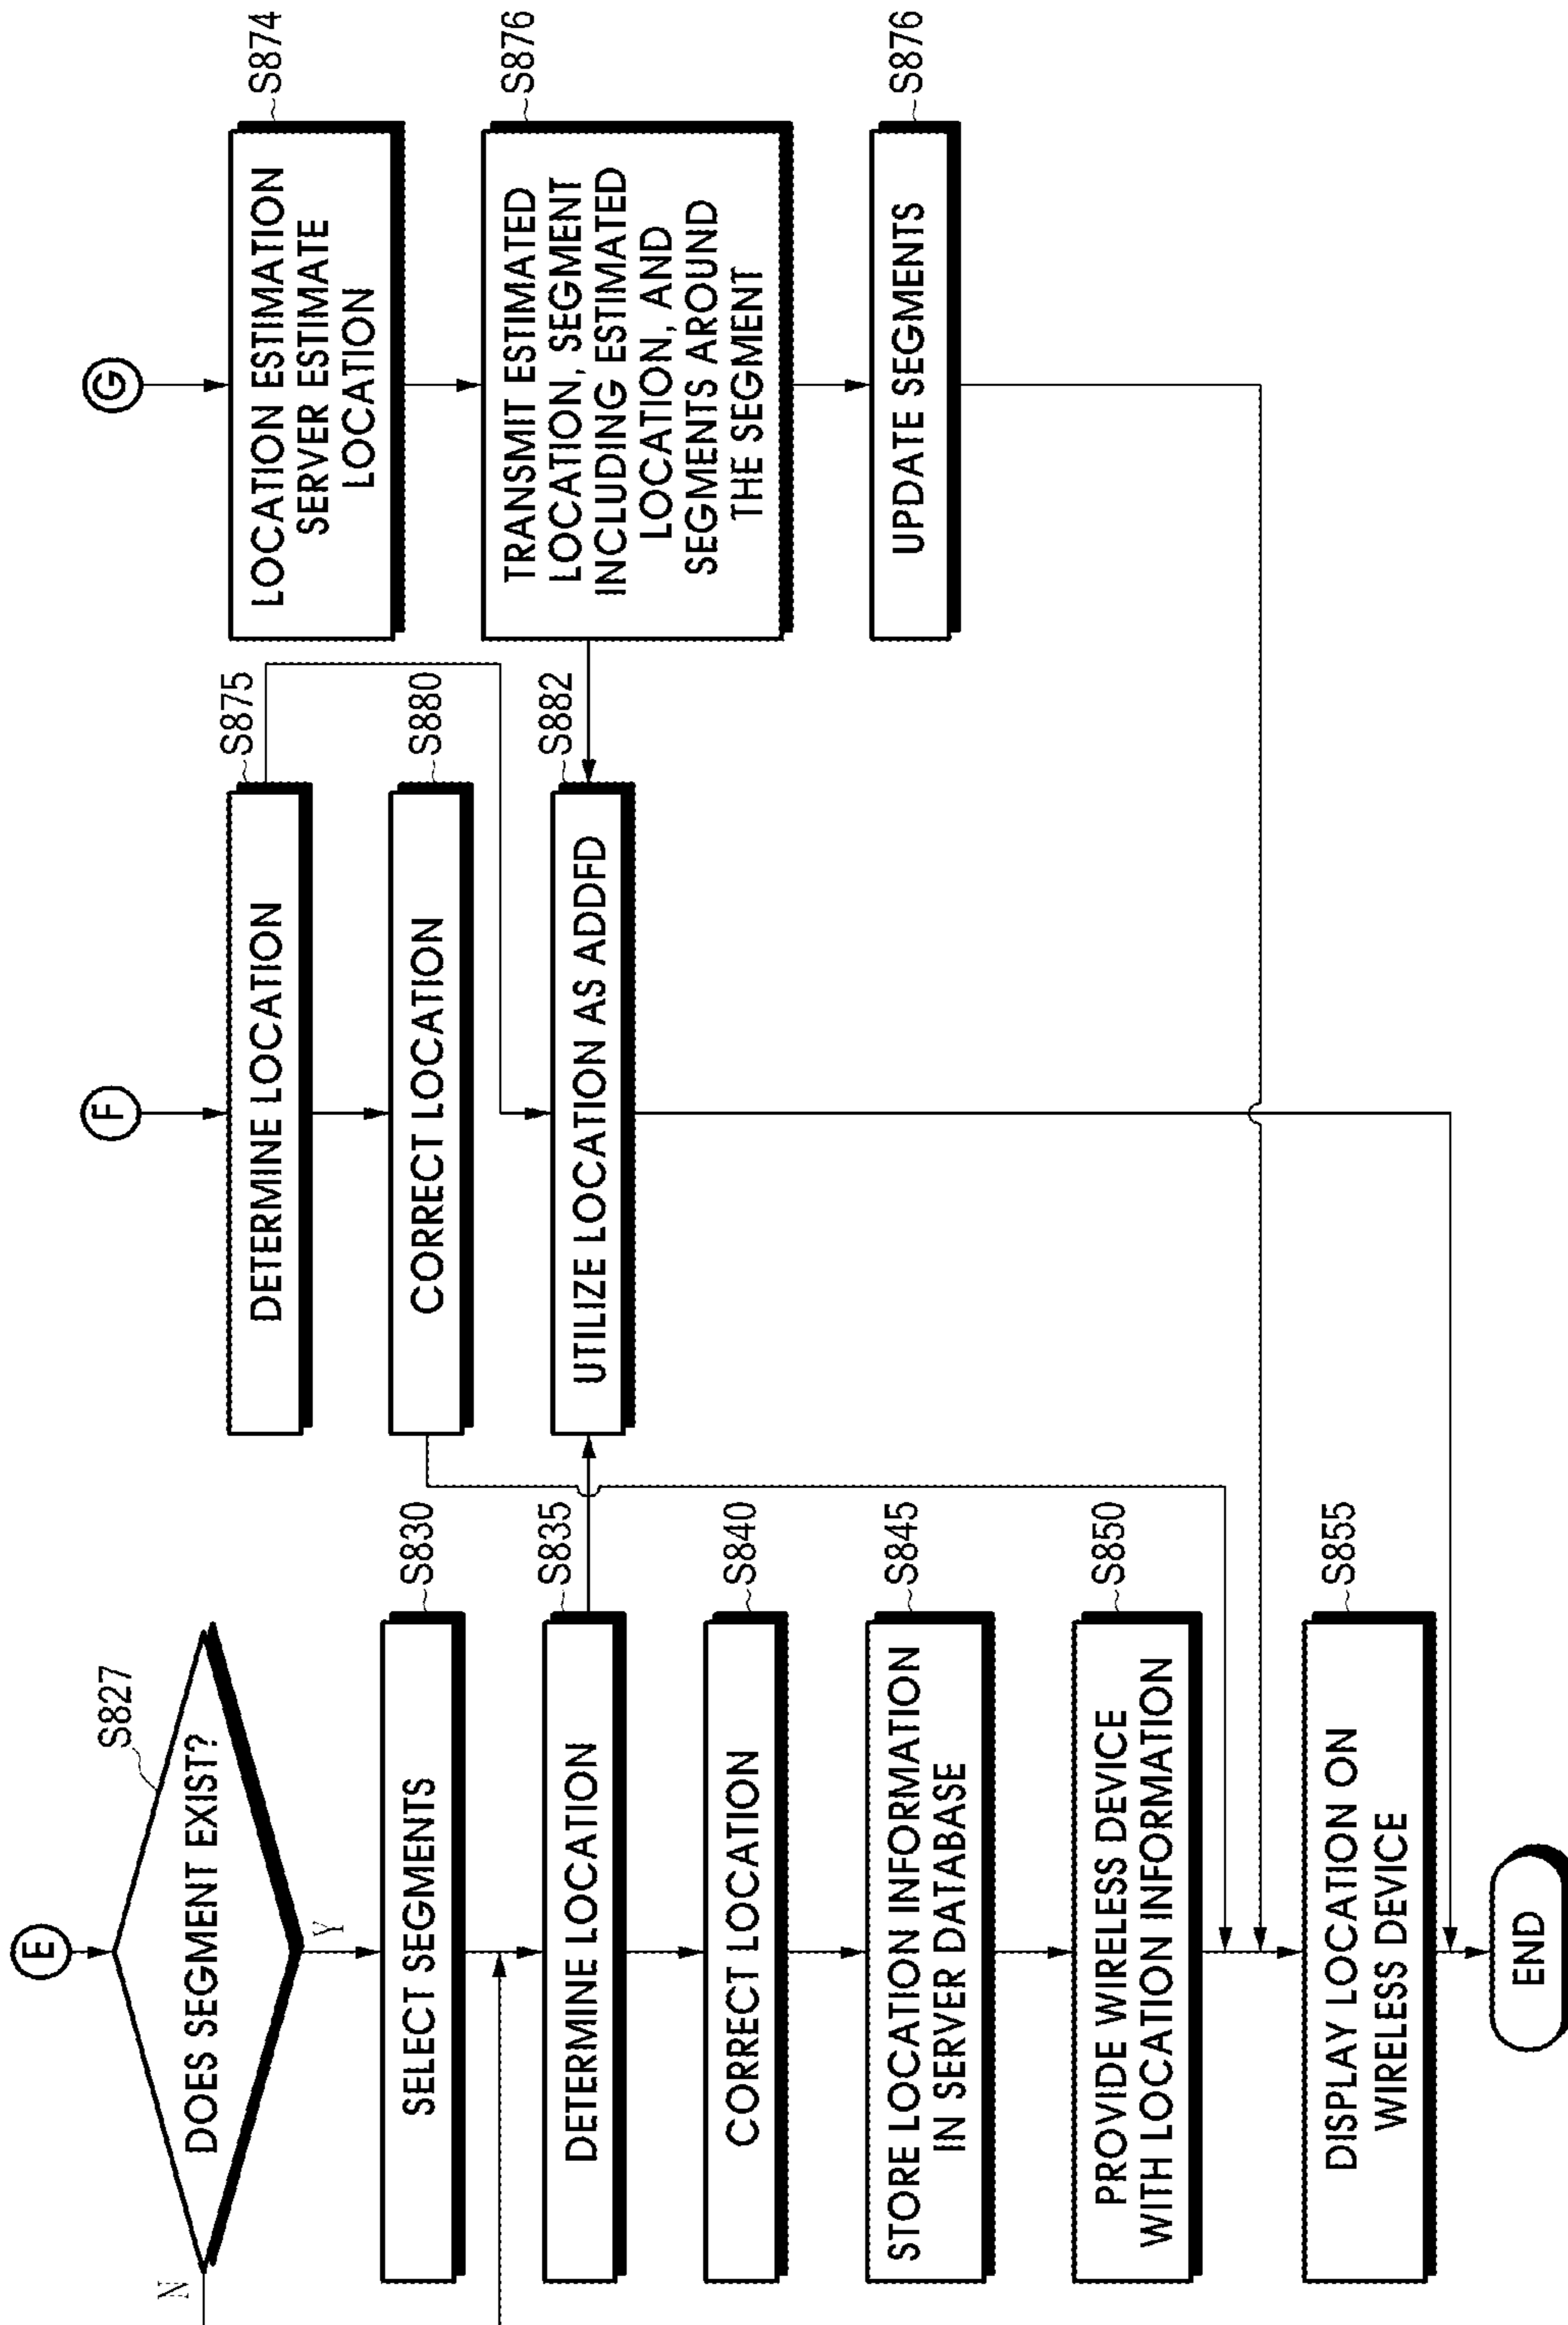 E
S827
DOES SEGMENT EXIST?
N
Y
S830
SELECT SEGMENTS
S835
DETERMINE LOCATION
S840
CORRECT LOCATION
S845
STORE LOCATION INFORMATION
IN SERVER DATABASE
S850
PROVIDE WIRELESS DEVICE
WITH LOCATION INFORMATION
S855
DISPLAY LOCATION ON
WIRELESS DEVICE
END
F
S875
DETERMINE LOCATION
S880
CORRECT LOCATION
S882
UTILIZE LOCATION AS ADDFD
G
S874
LOCATION ESTIMATION
SERVER ESTIMATE
LOCATION
S876
TRANSMIT ESTIMATED
LOCATION, SEGMENT
INCLUDING ESTIMATED
LOCATION, AND
SEGMENTS AROUND
THE SEGMENT
S876
UPDATE SEGMENTS